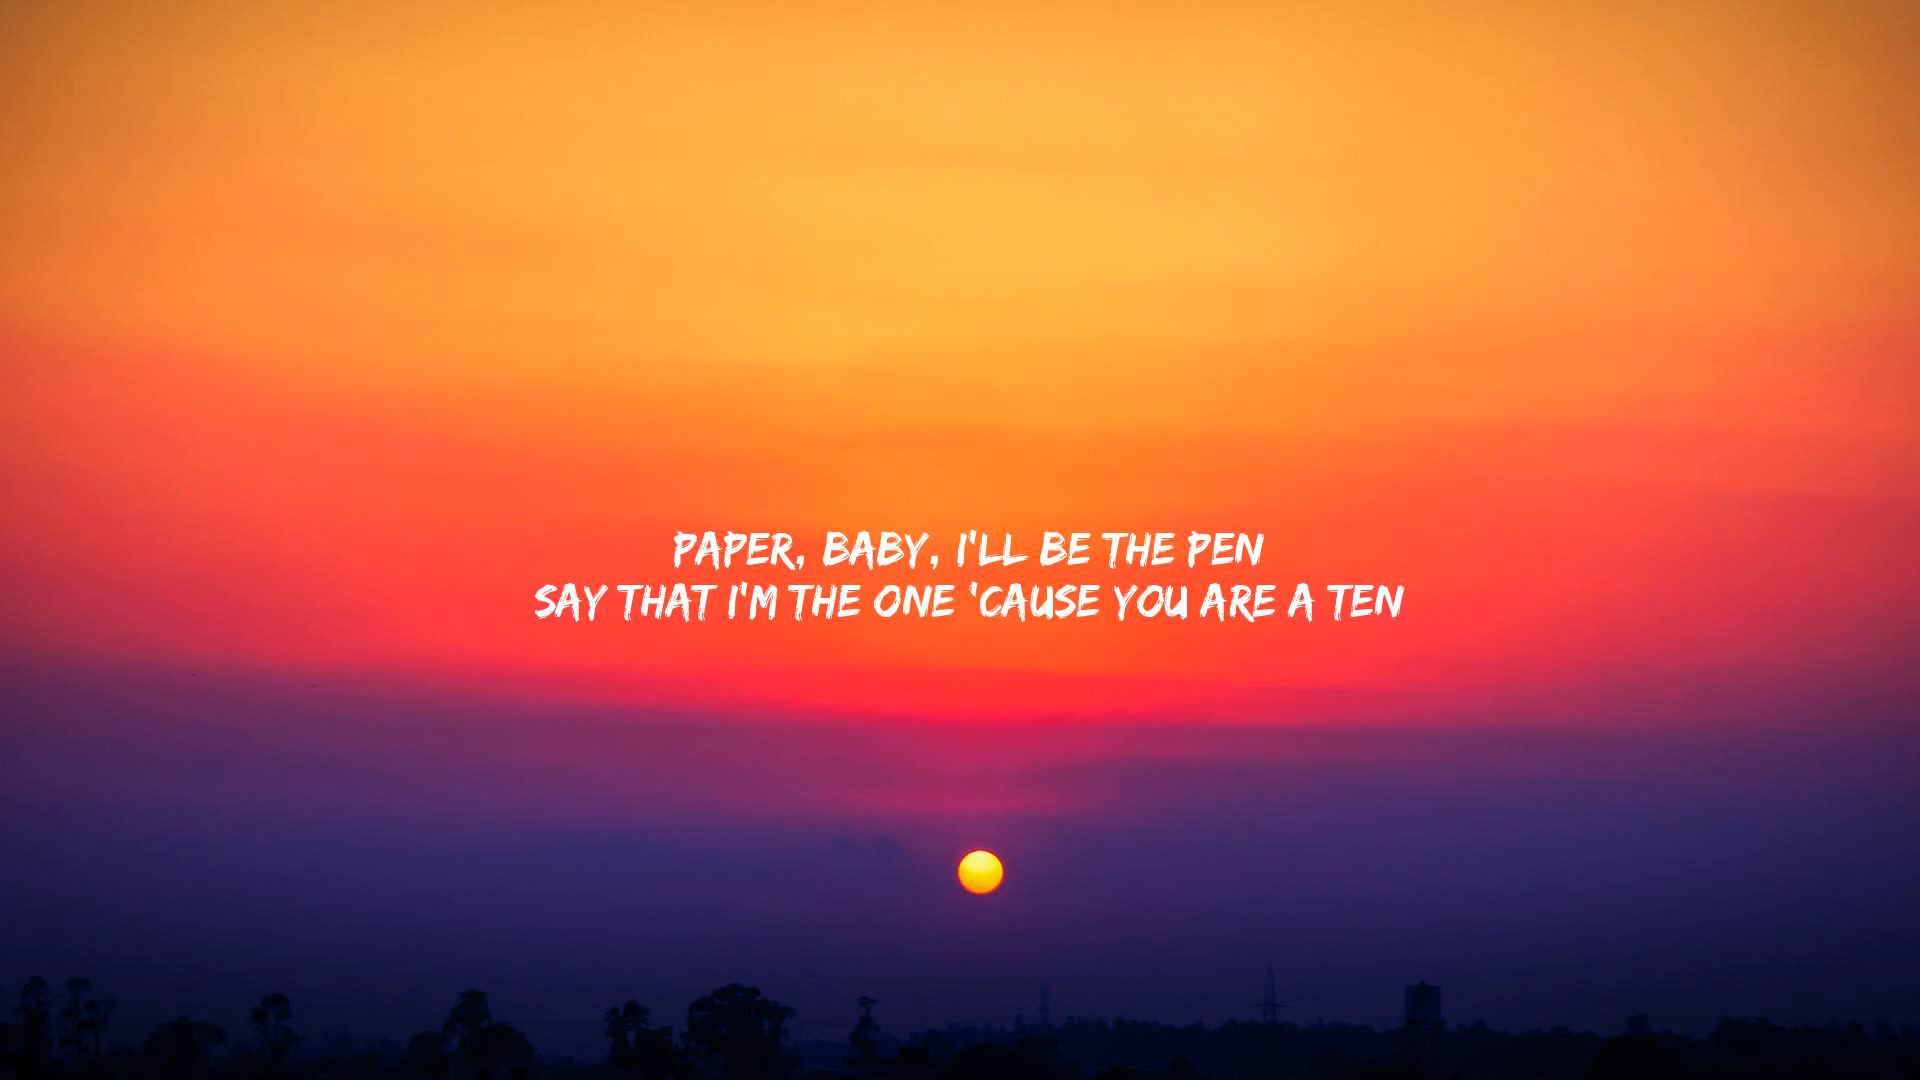 PAPER, BABY, I'LL BE THE PEN
SAY THAT I'M THE ONE 'CAUSE YOU ARE A TEN